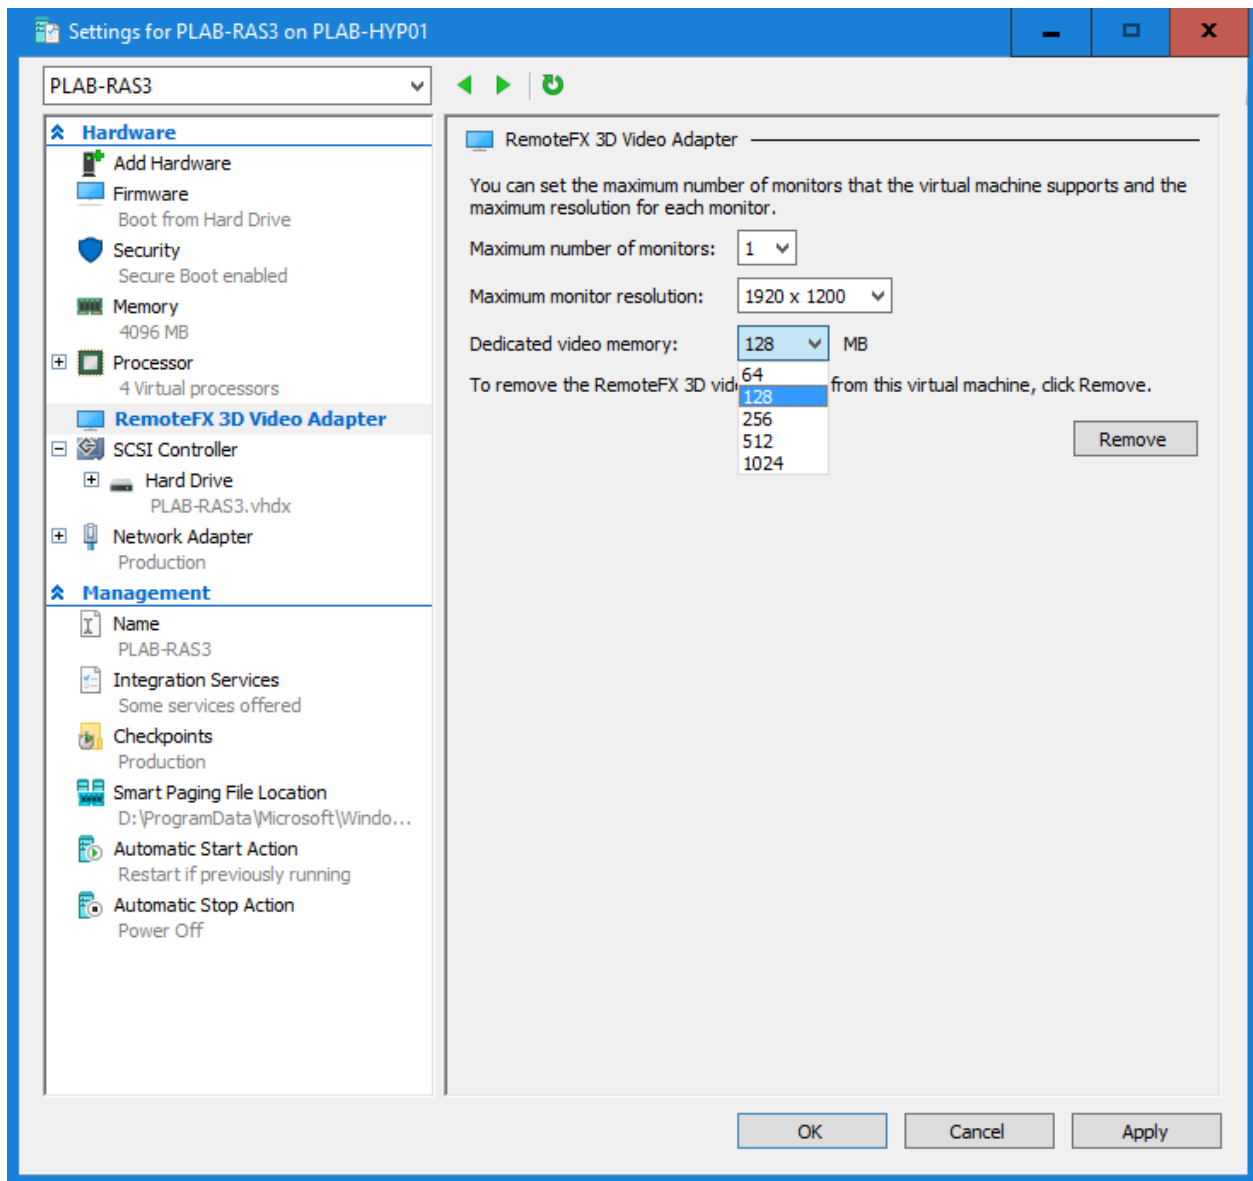 Settings for PLAB-RAS3 on PLAB-HYP01
PLAB-RAS3
Hardware
Add Hardware
Firmware
Boot from Hard Drive
Security
Secure Boot enabled
Memory
4096 MB
Processor
4 Virtual processors
RemoteFX 3D Video Adapter
SCSI Controller
Hard Drive
PLAB-RAS3.vhdx
Network Adapter
Production
Management
Name
PLAB-RAS3
Integration Services
Some services offered
Checkpoints
Production
Smart Paging File Location
D:\ProgramData\Microsoft\Windo...
Automatic Start Action
Restart if previously running
Automatic Stop Action
Power Off
RemoteFX 3D Video Adapter
You can set the maximum number of monitors that the virtual machine supports and the
maximum resolution for each monitor.
Maximum number of monitors: 1
Maximum monitor resolution: 1920 x 1200
Dedicated video memory: 128 MB
To remove the RemoteFX 3D vid from this virtual machine, click Remove.
64
128
256
512
1024
Remove
OK Cancel Apply